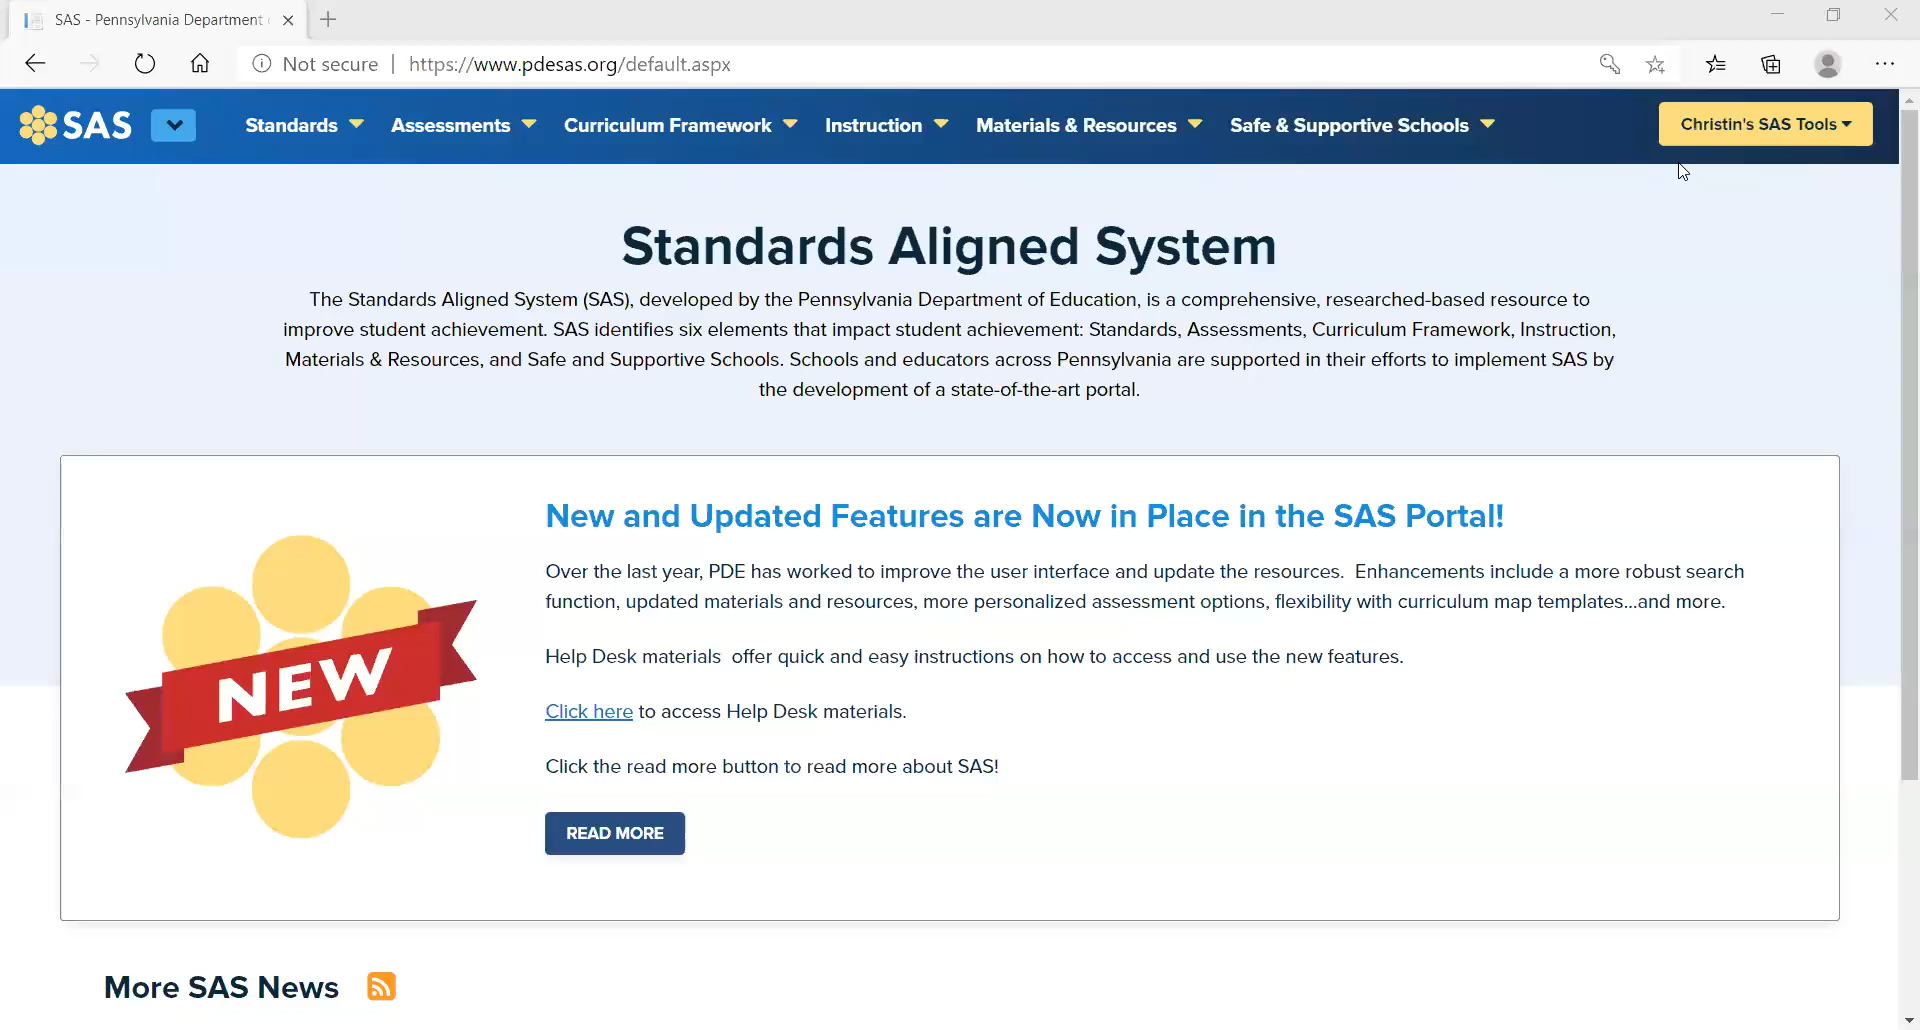 SAS - Pennsylvania Department
Not secure | https://www.pdesas.org/default.aspx
SAS Standards Assessments Curriculum Framework Instruction Materials & Resources Safe & Supportive Schools Christin's SAS Tools
Standards Aligned System
The Standards Aligned System (SAS), developed by the Pennsylvania Department of Education, is a comprehensive, researched-based resource to
improve student achievement. SAS identifies six elements that impact student achievement: Standards, Assessments, Curriculum Framework, Instruction,
Materials & Resources, and Safe and Supportive Schools. Schools and educators across Pennsylvania are supported in their efforts to implement SAS by
the development of a state-of-the-art portal.
New and Updated Features are Now in Place in the SAS Portal!
Over the last year, PDE has worked to improve the user interface and update the resources. Enhancements include a more robust search
function, updated materials and resources, more personalized assessment options, flexibility with curriculum map templates...and more.
NEW
Help Desk materials offer quick and easy instructions on how to access and use the new features.
Click here to access Help Desk materials.
Click the read more button to read more about SAS!
READ MORE
More SAS News